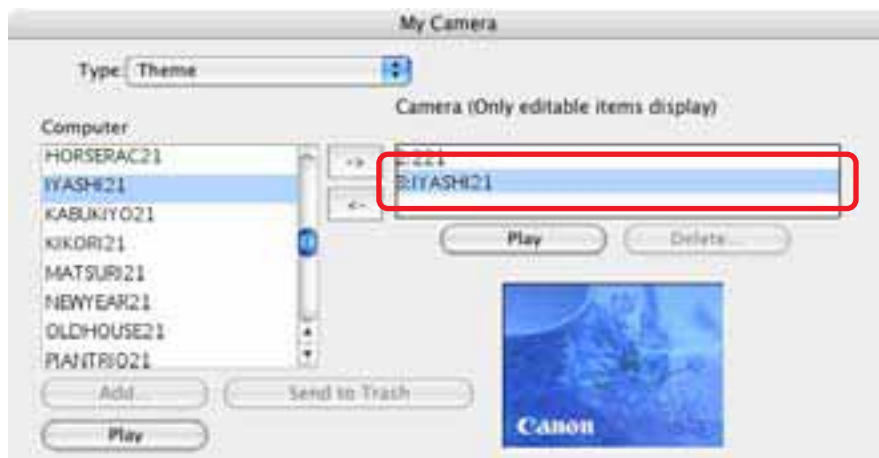 My Camera
Type: Theme
Camera (Only editable items display)
Computer
HORSERAC21
IYASHI21
KABUKIYO21
KIKORI21
MATSURI21
NEWYEAR21
OLDHOUSE21
PIANTRIO21
->
<-
3:IYASHI21
Play
Delete...
Add...
Send to Trash
Play
Canon